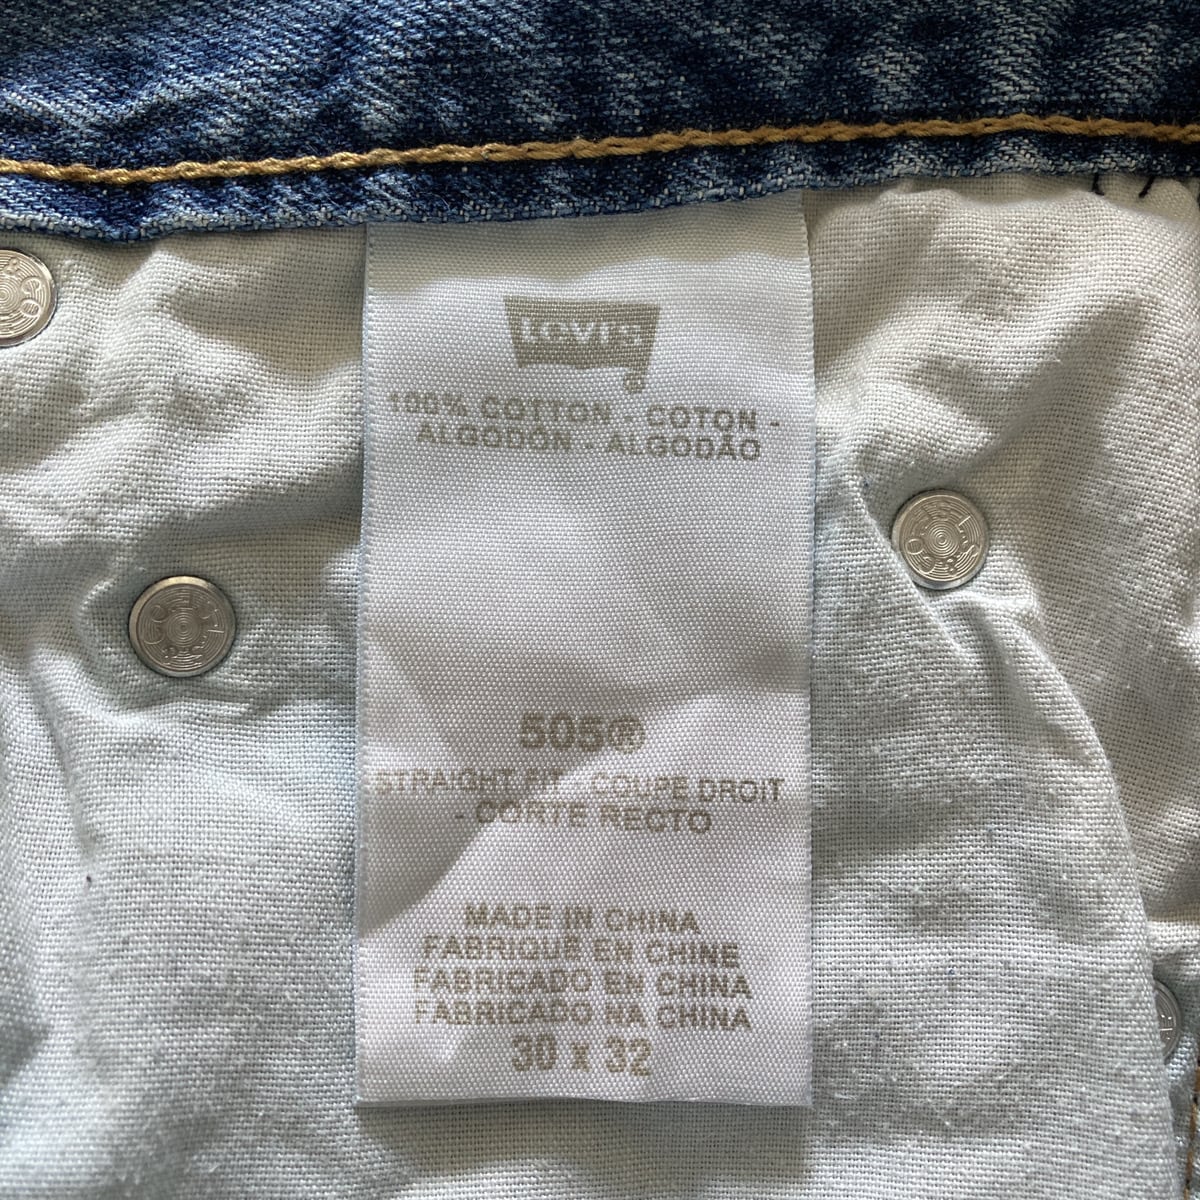 Levi's
100% COTTON - COTON -
ALGODÓN - ALGODÃO
505®
STRAIGHT FIT - COUPE DROIT
- CORTE RECTO
MADE IN CHINA
FABRIQUÉ EN CHINE
FABRICADO EN CHINA
FABRICADO NA CHINA
30 x 32